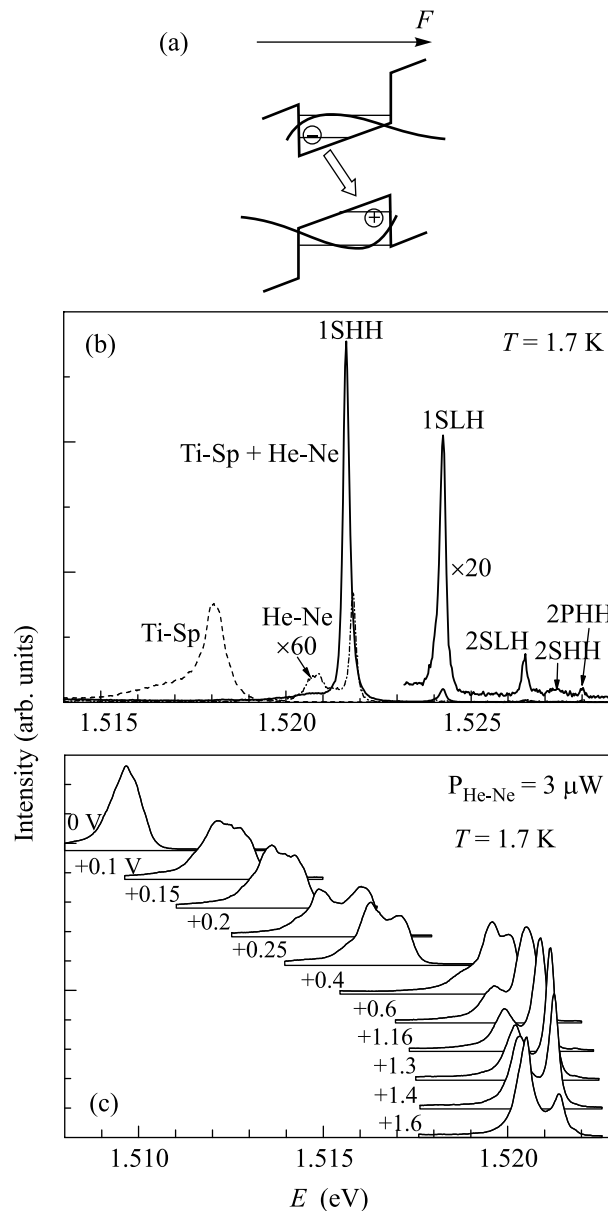 (a)
F
−
+
(b)
1SHH
T = 1.7 K
1SLH
Ti-Sp + He-Ne
×20
Ti-Sp
He-Ne
×60
2PHH
2SLH
2SHH
1.515
1.520
1.525
Intensity (arb. units)
P_He-Ne = 3 μW
T = 1.7 K
0 V
+0.1 V
+0.15
+0.2
+0.25
+0.4
+0.6
+1.16
+1.3
+1.4
+1.6
(c)
1.510
1.515
1.520
E (eV)